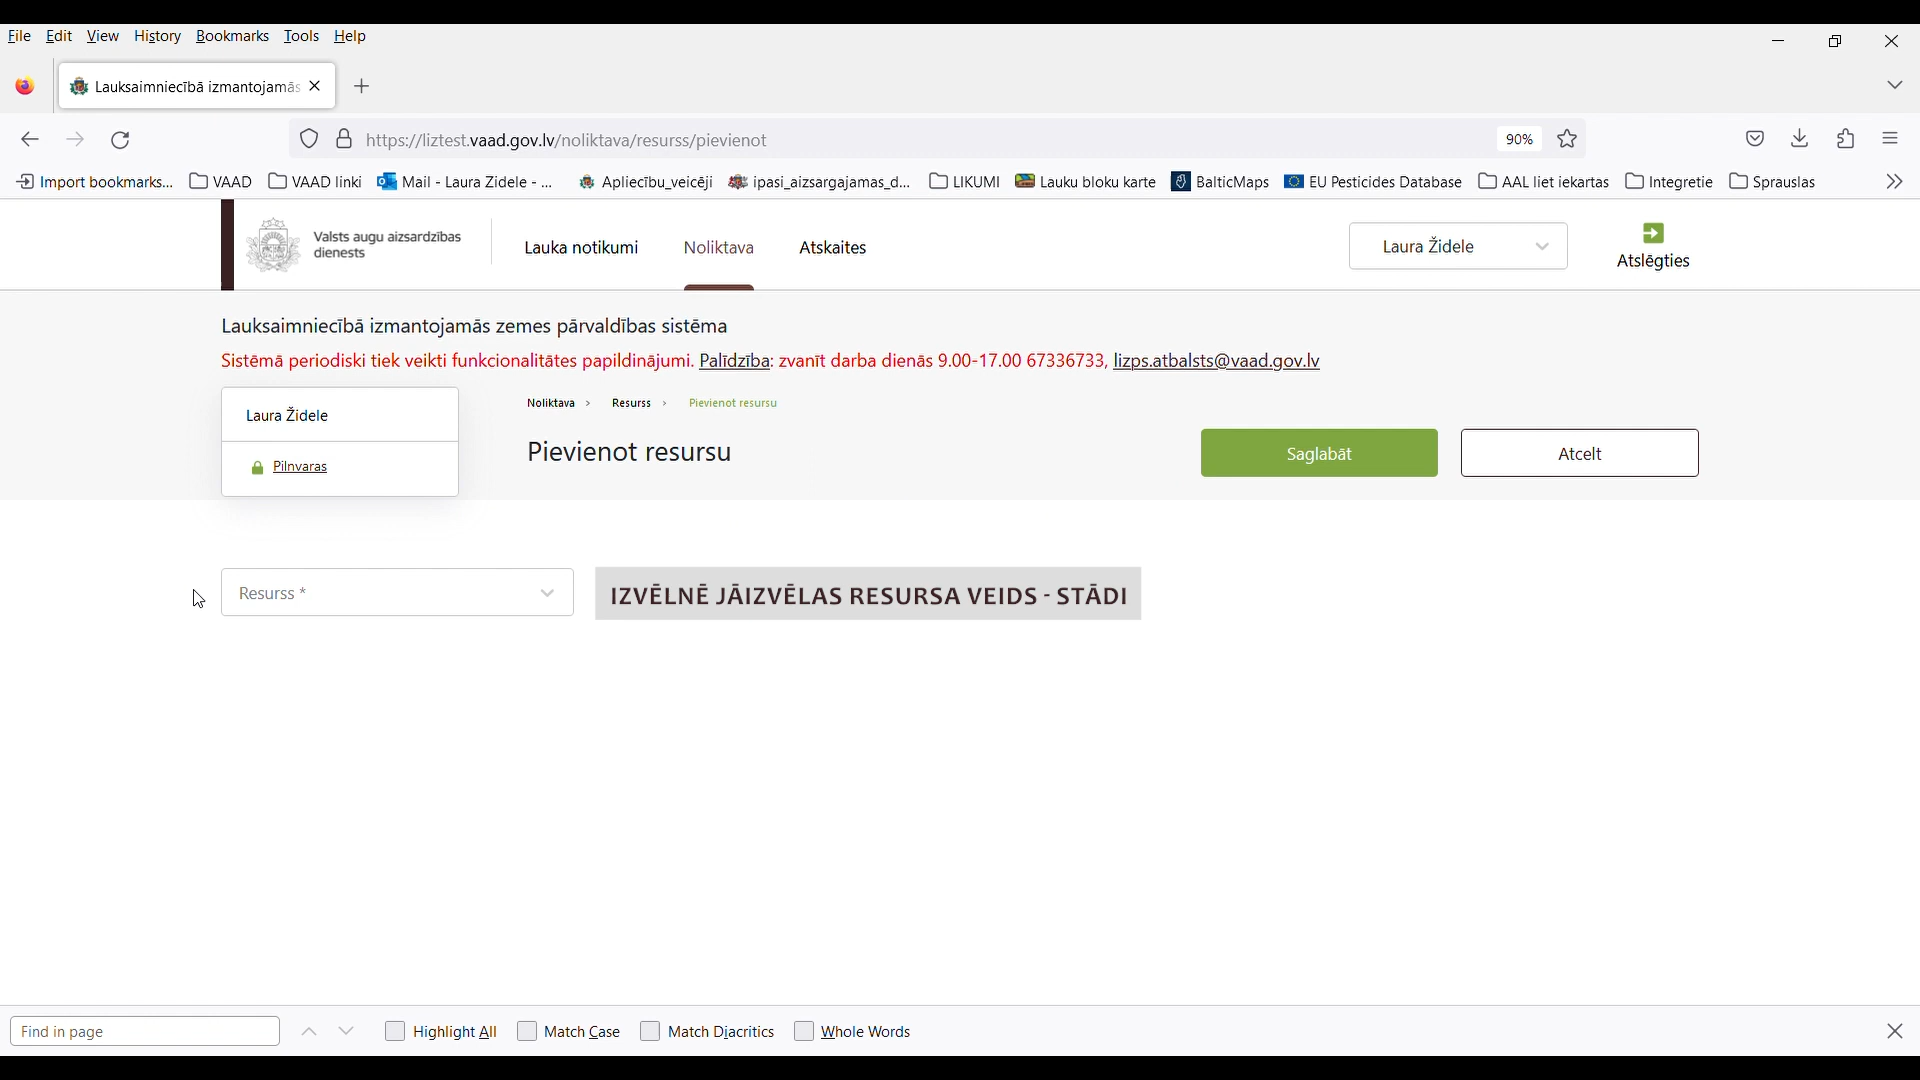 File Edit View History Bookmarks Tools Help
Lauksaimniecībā izmantojamās
https://liztest.vaad.gov.lv/noliktava/resurss/pievienot 90%
Import bookmarks... VAAD VAAD linki Mail - Laura Zidele - ... Apliecību_veicēji ipasi_aizsargajamas_d... LIKUMI Lauku bloku karte BalticMaps EU Pesticides Database AAL liet iekartas Integretie Sprauslas
Valsts augu aizsardzības
dienests
Lauka notikumi Noliktava Atskaites Laura Židele Atslēgties
Lauksaimniecībā izmantojamās zemes pārvaldības sistēma
Sistēmā periodiski tiek veikti funkcionalitātes papildinājumi. Palīdzība: zvanīt darba dienās 9.00-17.00 67336733, lizps.atbalsts@vaad.gov.lv
Laura Židele
Pilnvaras
Noliktava > Resurss > Pievienot resursu
Pievienot resursu Saglabāt Atcelt
Resurss * IZVĒLNĒ JĀIZVĒLAS RESURSA VEIDS - STĀDI
Find in page Highlight All Match Case Match Diacritics Whole Words